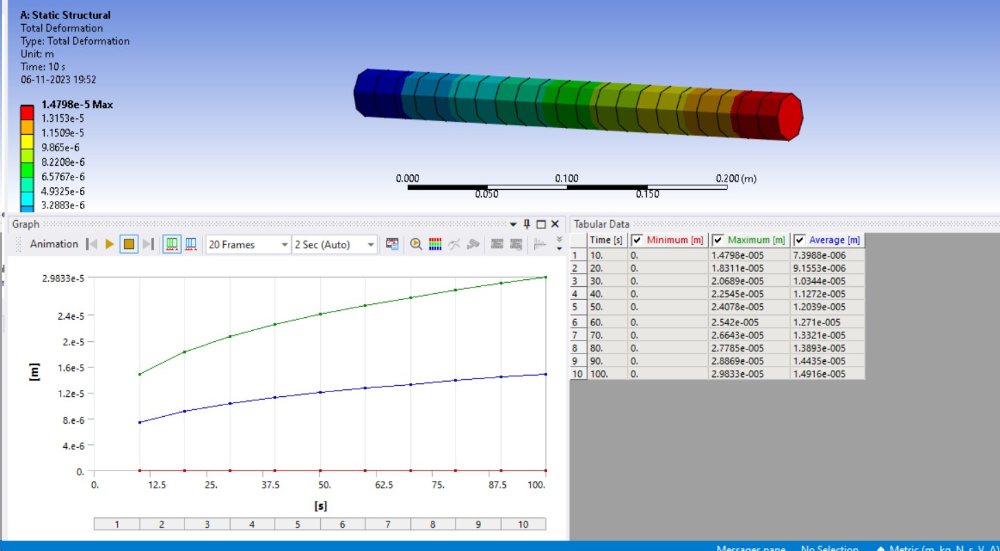 A: Static Structural
Total Deformation
Type: Total Deformation
Unit: m
Time: 10 s
06-11-2023 19:52
1.4798e-5 Max
1.3153e-5
1.1509e-5
9.865e-6
8.2208e-6
6.5767e-6
4.9325e-6
3.2883e-6
0.000 0.100 0.200 (m)
0.050 0.150
Graph
Animation 20 Frames 2 Sec (Auto)
2.9833e-5
2.4e-5
2.e-5
1.6e-5
1.2e-5
8.e-6
4.e-6
0.
[m]
0. 12.5 25. 37.5 50. 62.5 75. 87.5 100.
[s]
1 2 3 4 5 6 7 8 9 10
Tabular Data
Time [s] Minimum [m] Maximum [m] Average [m]
1 10. 0. 1.4798e-005 7.3988e-006
2 20. 0. 1.8311e-005 9.1553e-006
3 30. 0. 2.0689e-005 1.0344e-005
4 40. 0. 2.2545e-005 1.1272e-005
5 50. 0. 2.4078e-005 1.2039e-005
6 60. 0. 2.542e-005 1.271e-005
7 70. 0. 2.6643e-005 1.3321e-005
8 80. 0. 2.7785e-005 1.3893e-005
9 90. 0. 2.8869e-005 1.4435e-005
10 100. 0. 2.9833e-005 1.4916e-005
Messages pane No Selection Metric (m, kg, N, s, V, A)